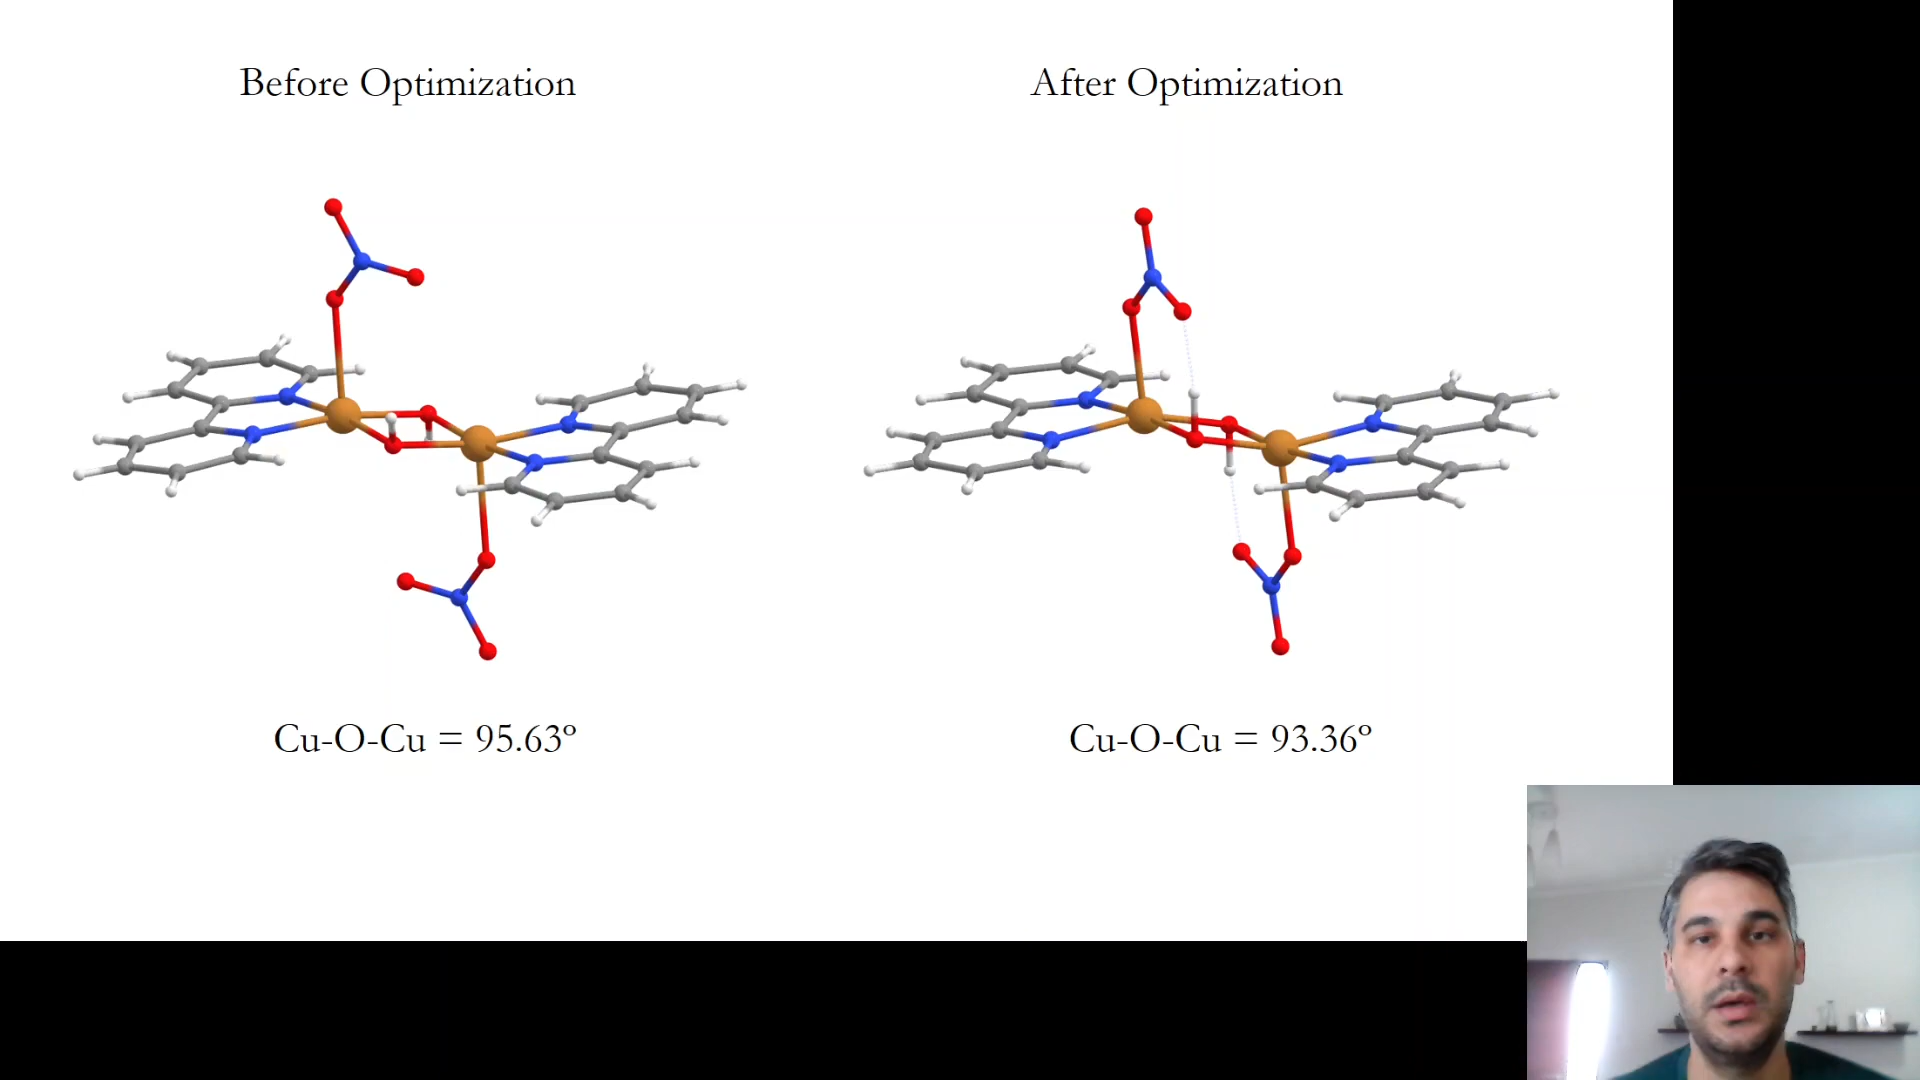 Before Optimization
After Optimization
Cu-O-Cu = 95.63º
Cu-O-Cu = 93.36º